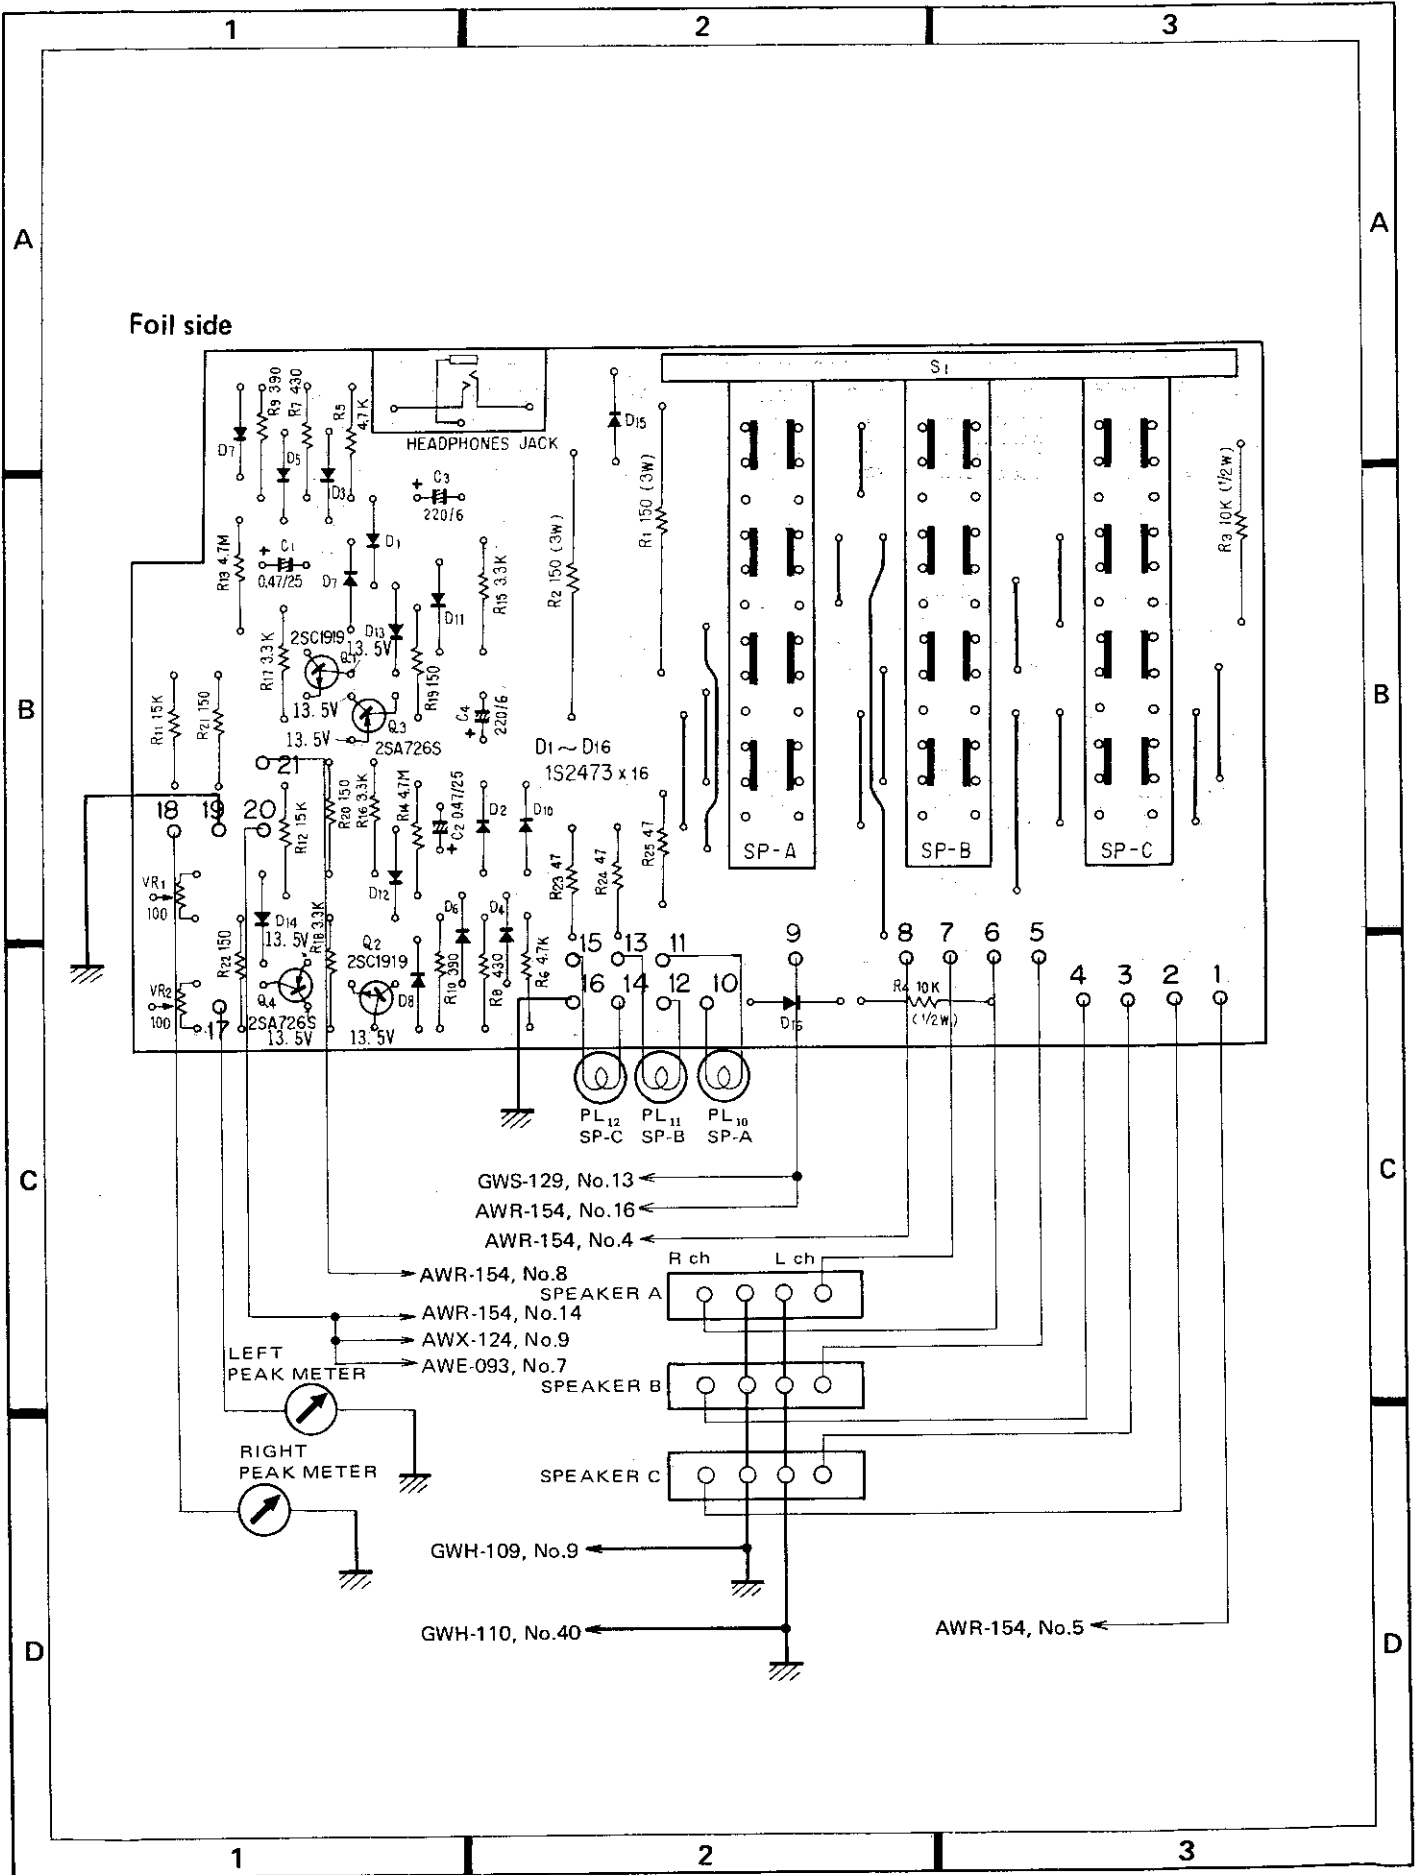 1 2 3
A A
Foil side
S1
R9 390
R7 430
R5 4.7K
D7
D5
D3
HEADPHONES JACK
D15
C3
+
220/6
R1 150 (3W)
R2 150 (3W)
R3 10K (1/2W)
R13 4.7M
+
C1
0.47/25
D1
D7
D11
R15 3.3K
D13
2SC1919
13.5V
Q1
R17 3.3K
R19 150
B B
R11 15K
R21 150
13.5V
Q3
13.5V
2SA726S
C4
220/6
+
D1~D16
1S2473 x 16
21
18 19 20
R12 15K
R20 150
R16 3.3K
R14 4.7M
C2 0.47/25
+
D2
D10
R23 47
R24 47
R25 47
SP-A
SP-B
SP-C
VR1
100
D14
13.5V
R18 3.3K
D12
D6
D4
R22 150
Q2
2SC1919
D8
R10 390
R8 430
R6 4.7K
15 13 11 9 8 7 6 5
16 14 12 10 4 3 2 1
VR2
100
17
Q4
2SA726S
13.5V
13.5V
D16
R4 10K
(1/2W)
PL12
SP-C
PL11
SP-B
PL10
SP-A
C C
GWS-129, No.13
AWR-154, No.16
AWR-154, No.4
R ch L ch
AWR-154, No.8
SPEAKER A
AWR-154, No.14
AWX-124, No.9
AWE-093, No.7
LEFT
PEAK METER
SPEAKER B
RIGHT
PEAK METER
SPEAKER C
GWH-109, No.9
GWH-110, No.40
AWR-154, No.5
D D
1 2 3